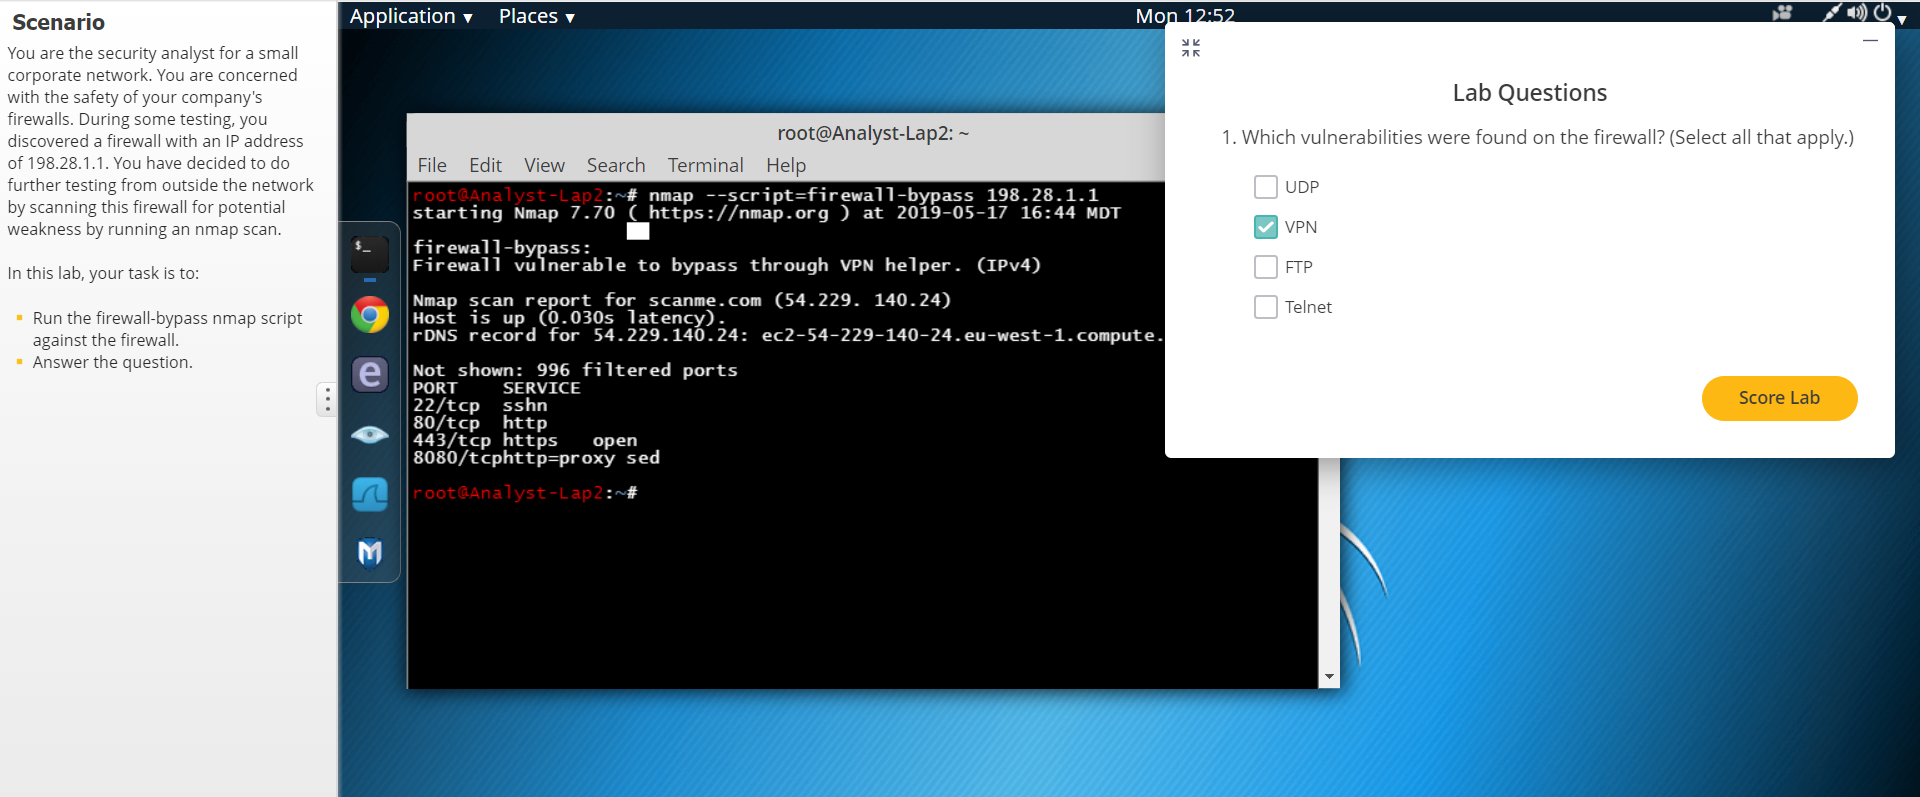 Scenario
You are the security analyst for a small
corporate network. You are concerned
with the safety of your company's
firewalls. During some testing, you
discovered a firewall with an IP address
of 198.28.1.1. You have decided to do
further testing from outside the network
by scanning this firewall for potential
weakness by running an nmap scan.
In this lab, your task is to:
Run the firewall-bypass nmap script
against the firewall.
Answer the question.
Application ▾ Places ▾ Mon 12:52
root@Analyst-Lap2: ~
File Edit View Search Terminal Help
root@Analyst-Lap2:~# nmap --script=firewall-bypass 198.28.1.1
starting Nmap 7.70 ( https://nmap.org ) at 2019-05-17 16:44 MDT
firewall-bypass:
Firewall vulnerable to bypass through VPN helper. (IPv4)
Nmap scan report for scanme.com (54.229. 140.24)
Host is up (0.030s latency).
rDNS record for 54.229.140.24: ec2-54-229-140-24.eu-west-1.compute.
Not shown: 996 filtered ports
PORT SERVICE
22/tcp sshn
80/tcp http
443/tcp https open
8080/tcphttp=proxy sed
root@Analyst-Lap2:~#
$_
e
M
Lab Questions
1. Which vulnerabilities were found on the firewall? (Select all that apply.)
UDP
VPN
FTP
Telnet
Score Lab